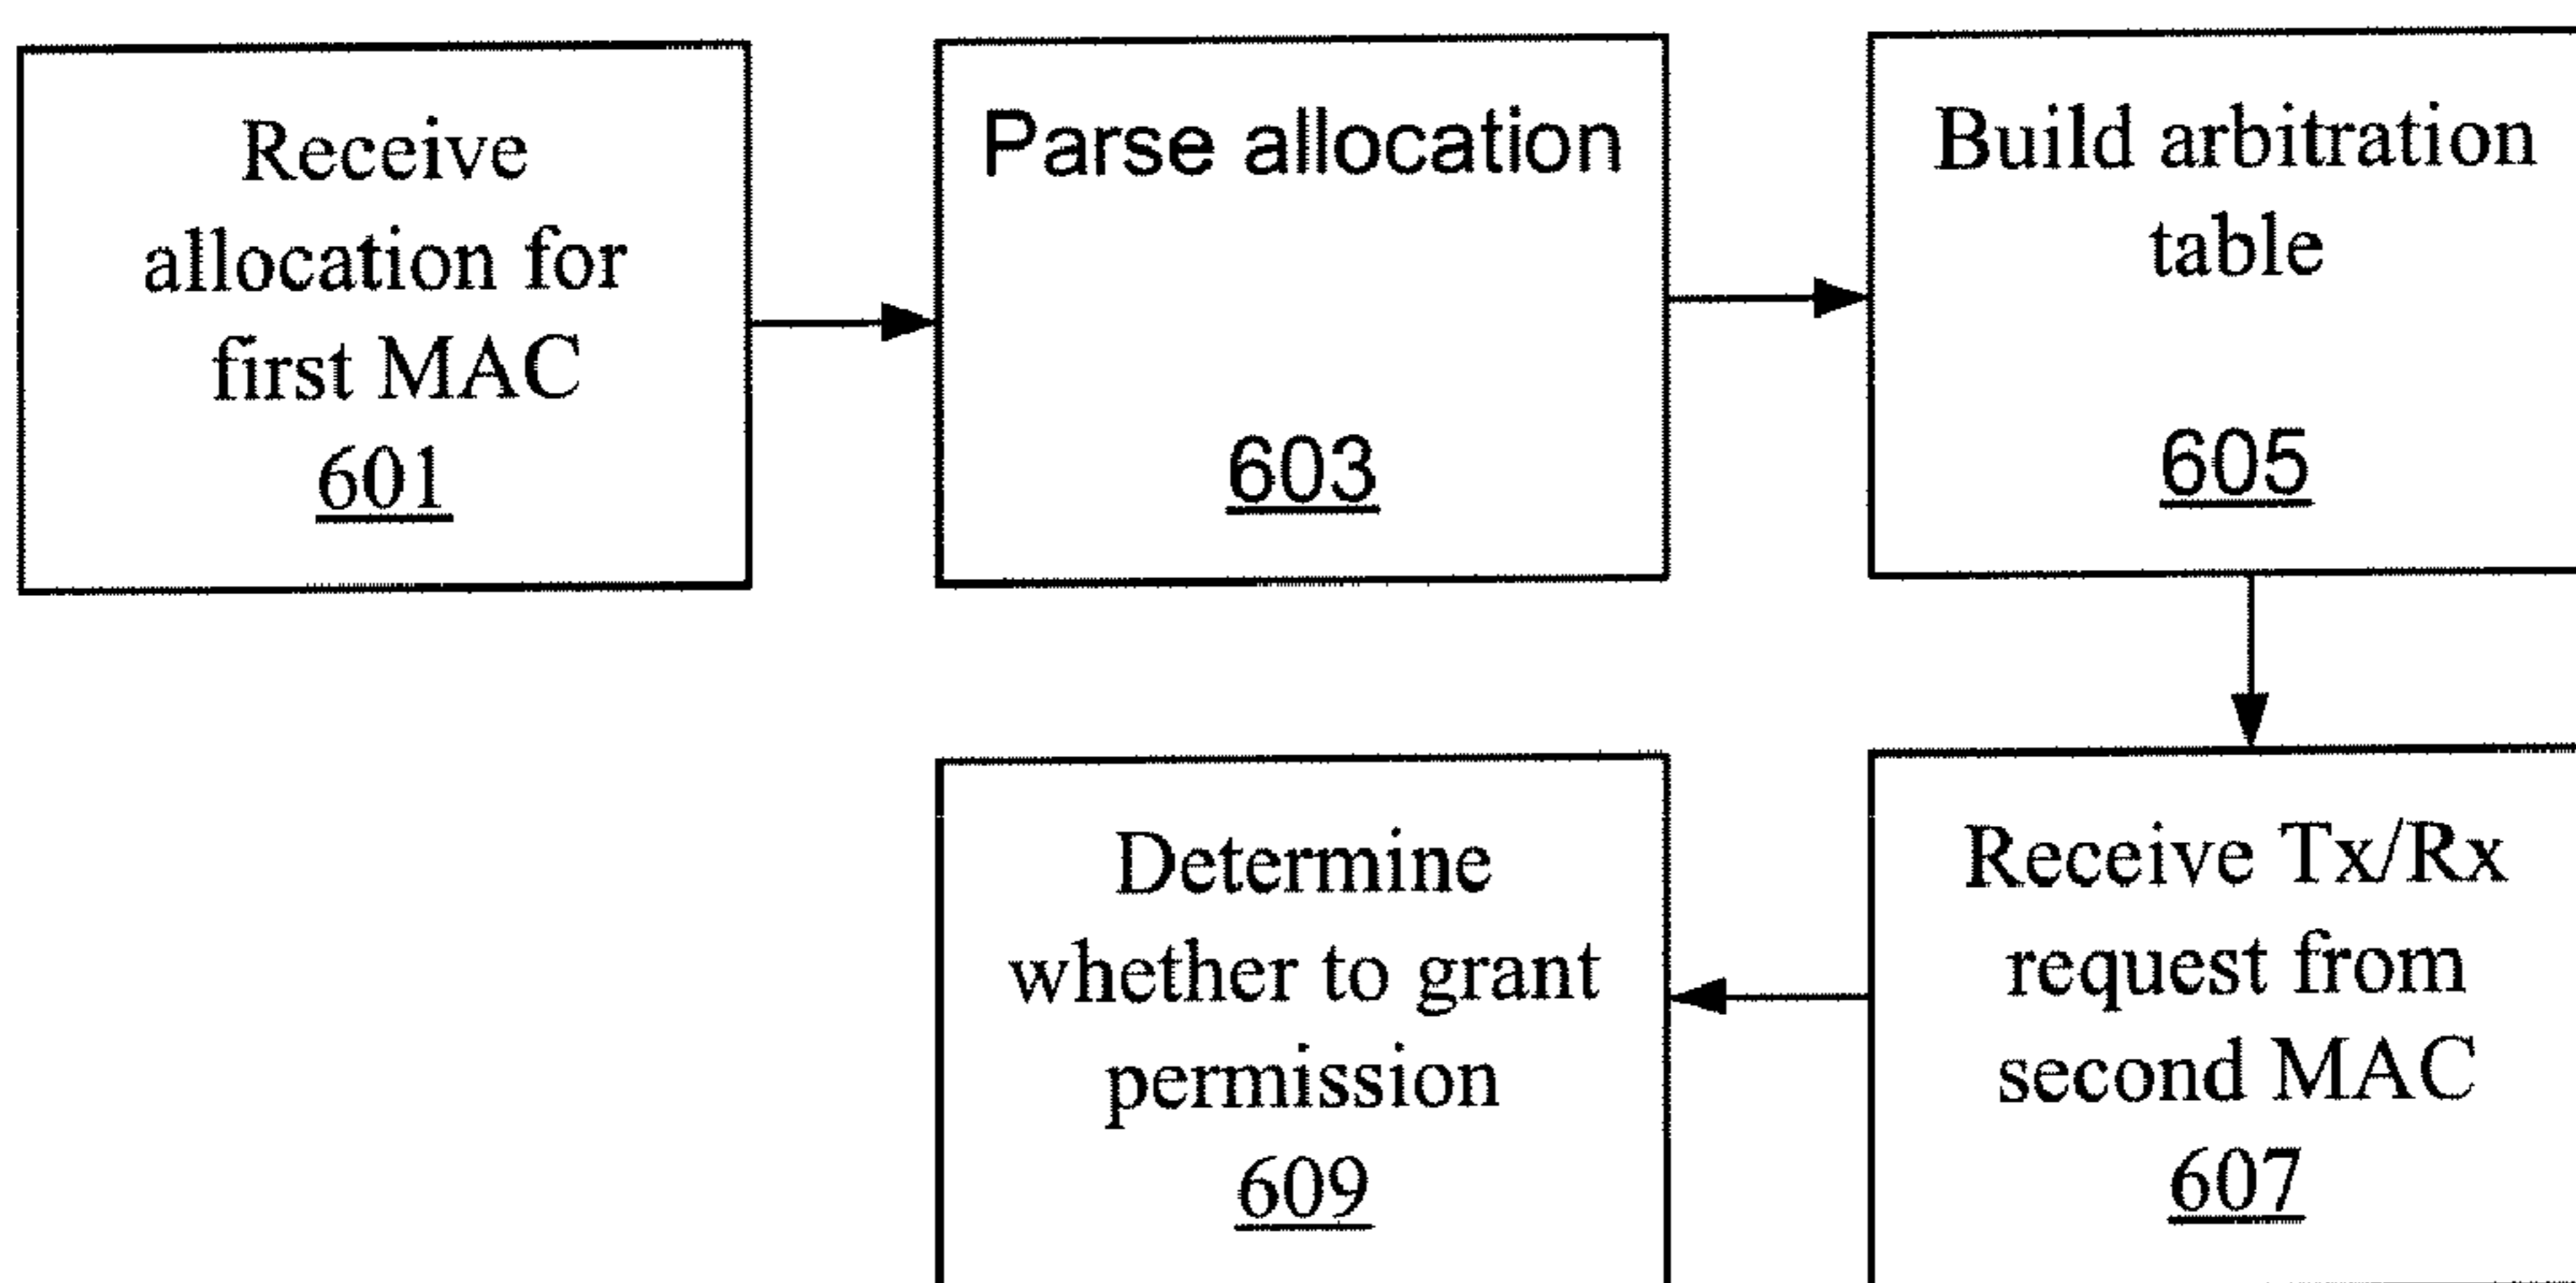 Receive
allocation for
first MAC
601
Parse allocation
603
Build arbitration
table
605
Receive Tx/Rx
request from
second MAC
607
Determine
whether to grant
permission
609